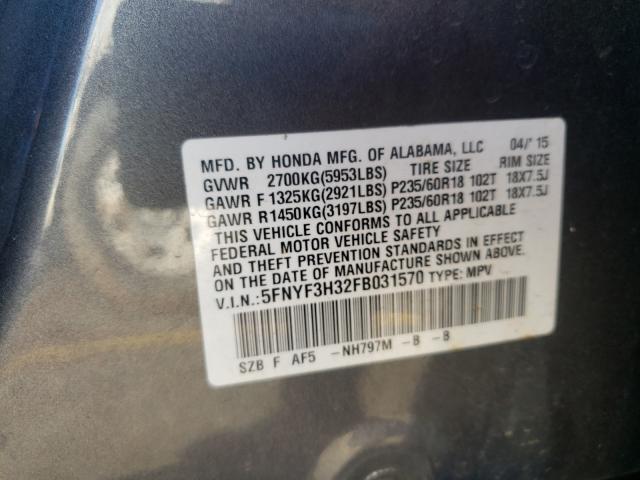 MFD. BY HONDA MFG. OF ALABAMA, LLC 04/'15
GVWR 2700KG(5953LBS) TIRE SIZE RIM SIZE
GAWR F 1325KG(2921LBS) P235/60R18 102T 18X7.5J
GAWR R1450KG(3197LBS) P235/60R18 102T 18X7.5J
THIS VEHICLE CONFORMS TO ALL APPLICABLE
FEDERAL MOTOR VEHICLE SAFETY
AND THEFT PREVENTION STANDARDS IN EFFECT
ON THE DATE OF MANUFACTURE SHOWN ABOVE.
V.I.N.:5FNYF3H32FB031570 TYPE: MPV
SZB F AF5 -NH797M -B -B